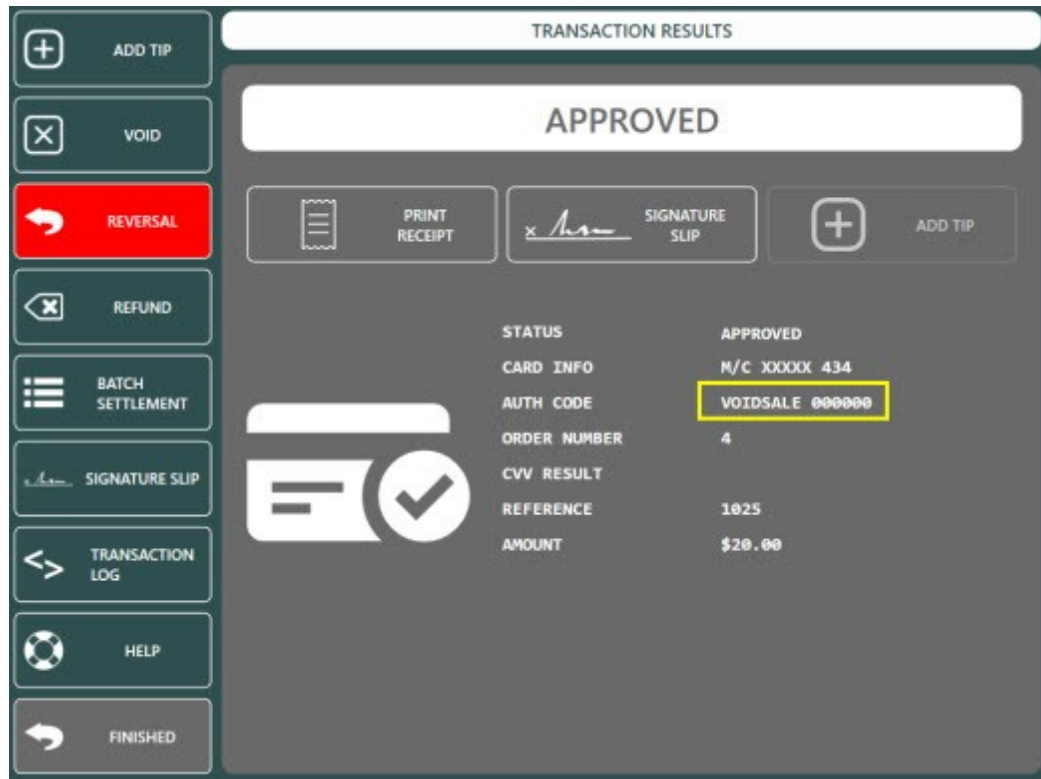 TRANSACTION RESULTS
ADD TIP
VOID
REVERSAL
REFUND
BATCH
SETTLEMENT
SIGNATURE SLIP
TRANSACTION
LOG
HELP
FINISHED
APPROVED
PRINT
RECEIPT
x
SIGNATURE
SLIP
ADD TIP
STATUS APPROVED
CARD INFO M/C XXXXX 434
AUTH CODE VOIDSALE 000000
ORDER NUMBER 4
CVV RESULT
REFERENCE 1025
AMOUNT $20.00